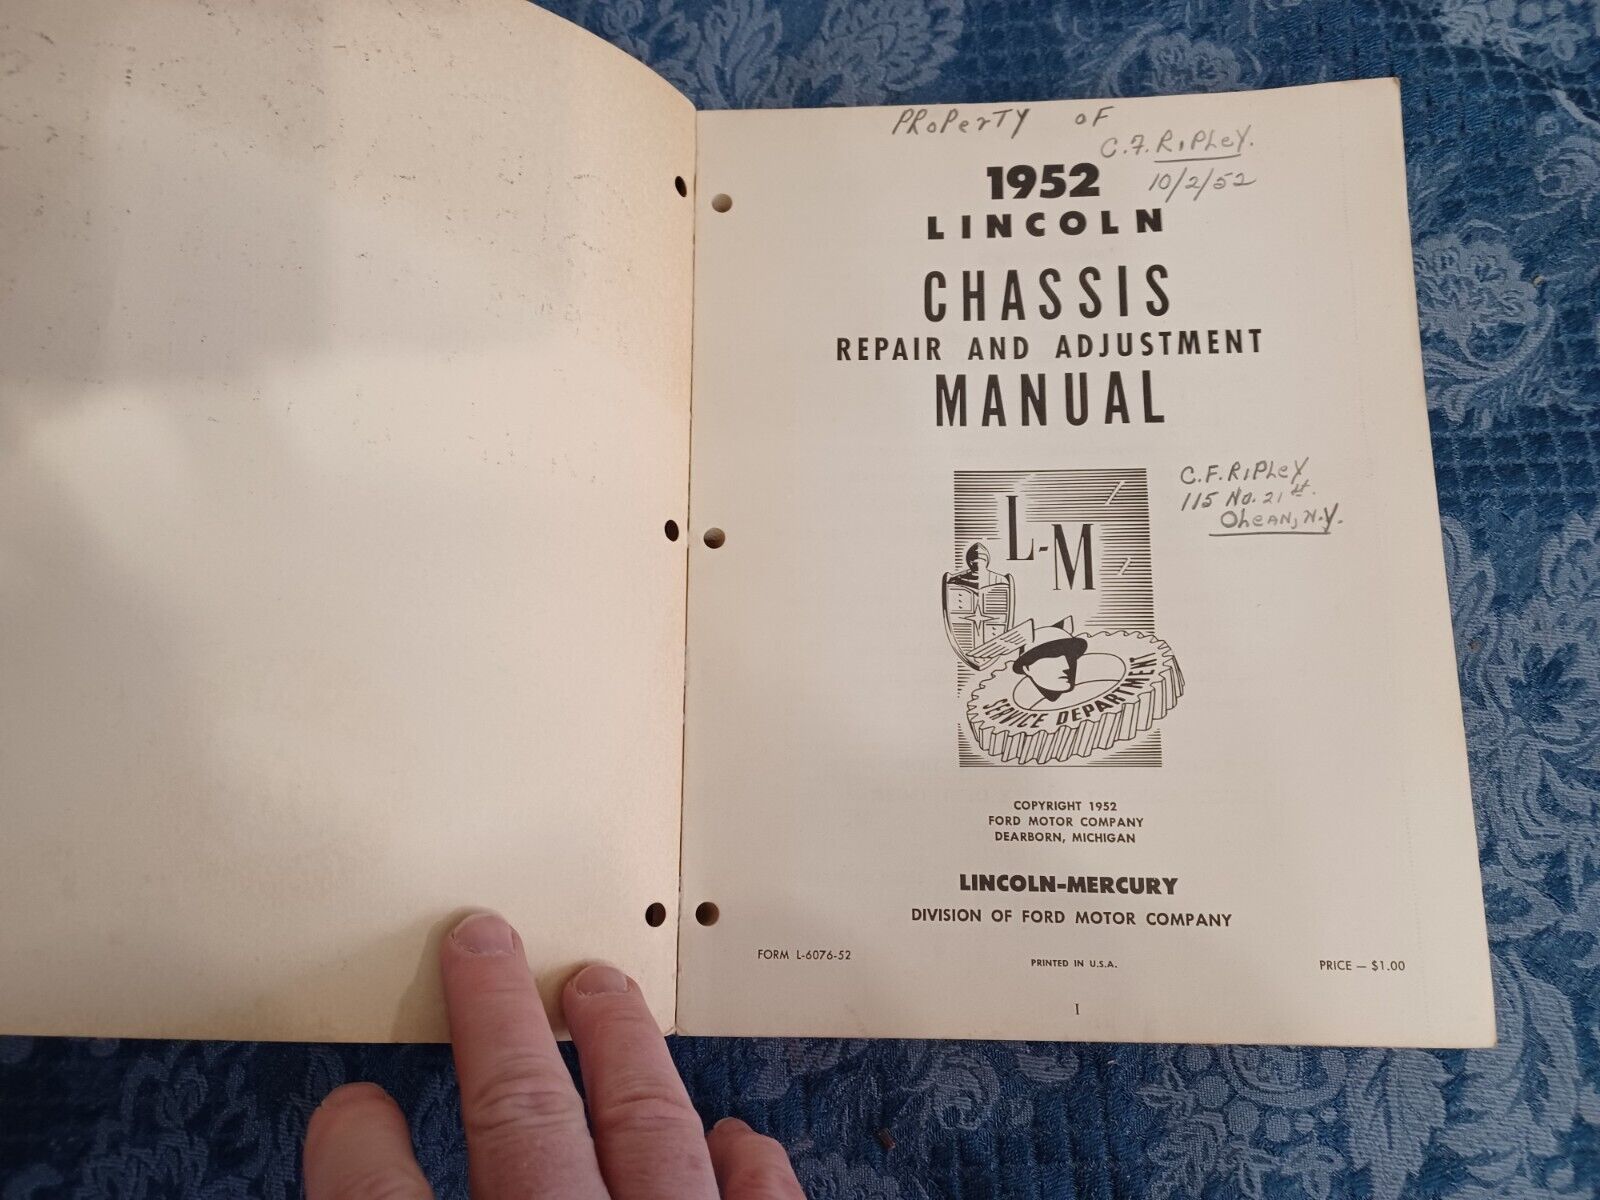 PRoPerTY OF
C.F. RiPLeY.
10/2/52
1952
LINCOLN
CHASSIS
REPAIR AND ADJUSTMENT
MANUAL
C.F. RiPLeY
115 No. 21 st.
OLeAN, N.Y.
L-M
SERVICE DEPARTMENT
COPYRIGHT 1952
FORD MOTOR COMPANY
DEARBORN, MICHIGAN
LINCOLN-MERCURY
DIVISION OF FORD MOTOR COMPANY
FORM L-6076-52
PRINTED IN U.S.A.
PRICE — $1.00
I